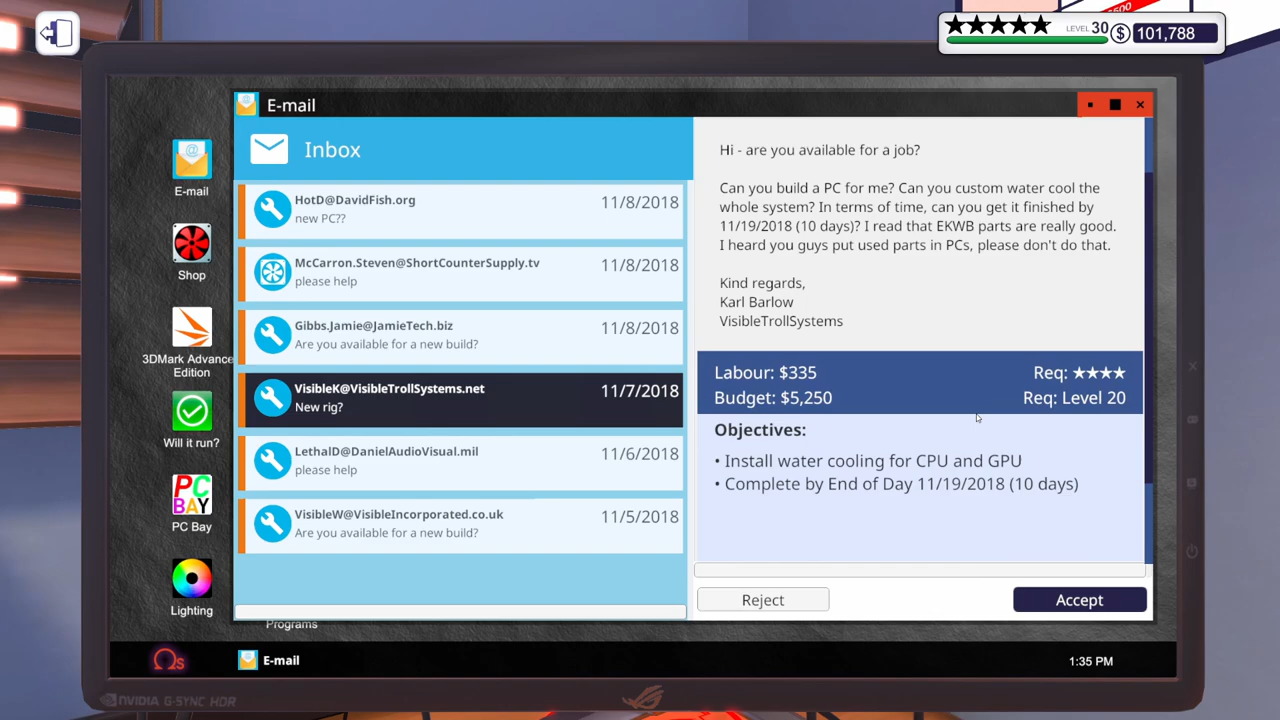 $500
LEVEL 30
$ 101,788
E-mail
Inbox
HotD@DavidFish.org
11/8/2018
new PC??
McCarron.Steven@ShortCounterSupply.tv
11/8/2018
please help
Gibbs.Jamie@JamieTech.biz
11/8/2018
Are you available for a new build?
VisibleK@VisibleTrollSystems.net
11/7/2018
New rig?
LethalD@DanielAudioVisual.mil
11/6/2018
please help
VisibleW@VisibleIncorporated.co.uk
11/5/2018
Are you available for a new build?
Hi - are you available for a job?
Can you build a PC for me? Can you custom water cool the
whole system? In terms of time, can you get it finished by
11/19/2018 (10 days)? I read that EKWB parts are really good.
I heard you guys put used parts in PCs, please don't do that.
Kind regards,
Karl Barlow
VisibleTrollSystems
Labour: $335
Req: ★★★★
Budget: $5,250
Req: Level 20
Objectives:
• Install water cooling for CPU and GPU
• Complete by End of Day 11/19/2018 (10 days)
Reject
Accept
E-mail
Shop
3DMark Advance
Edition
Will it run?
PC
BAY
PC Bay
Lighting
Programs
Ωs
E-mail
1:35 PM
NVIDIA G-SYNC HDR